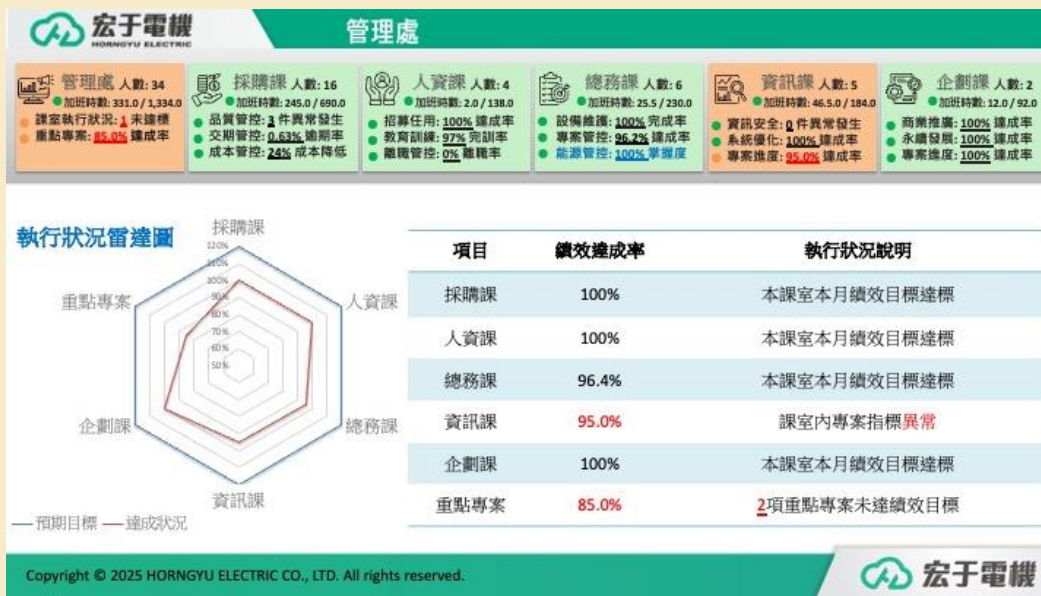 宏于電機
HORNGYU ELECTRIC
管理處
管理處 人數: 34
加班時數: 331.0 / 1,334.0
課室執行狀況: 1 未達標
重點專案: 85.0% 達成率
採購課 人數: 16
加班時數: 245.0 / 690.0
品質管控: 3 件異常發生
交期管控: 0.63% 逾期率
成本管控: 24% 成本降低
人資課 人數: 4
加班時數: 2.0 / 138.0
招募任用: 100% 達成率
教育訓練: 97% 完訓率
離職管控: 0% 離職率
總務課 人數: 6
加班時數: 25.5 / 230.0
設備維護: 100% 完成率
專案管控: 96.2% 達成率
能源管控: 100% 掌握度
資訊課 人數: 5
加班時數: 46.5.0 / 184.0
資訊安全: 0 件異常發生
系統優化: 100% 達成率
專案進度: 95.0% 達成率
企劃課 人數: 2
加班時數: 12.0 / 92.0
商業推廣: 100% 達成率
永續發展: 100% 達成率
專案進度: 100% 達成率
執行狀況雷達圖
採購課
120%
110%
100%
90%
80%
70%
60%
50%
人資課
總務課
資訊課
企劃課
重點專案
預期目標
達成狀況
項目 績效達成率 執行狀況說明
採購課 100% 本課室本月績效目標達標
人資課 100% 本課室本月績效目標達標
總務課 96.4% 本課室本月績效目標達標
資訊課 95.0% 課室內專案指標異常
企劃課 100% 本課室本月績效目標達標
重點專案 85.0% 2項重點專案未達績效目標
Copyright © 2025 HORNGYU ELECTRIC CO., LTD. All rights reserved.
宏于電機